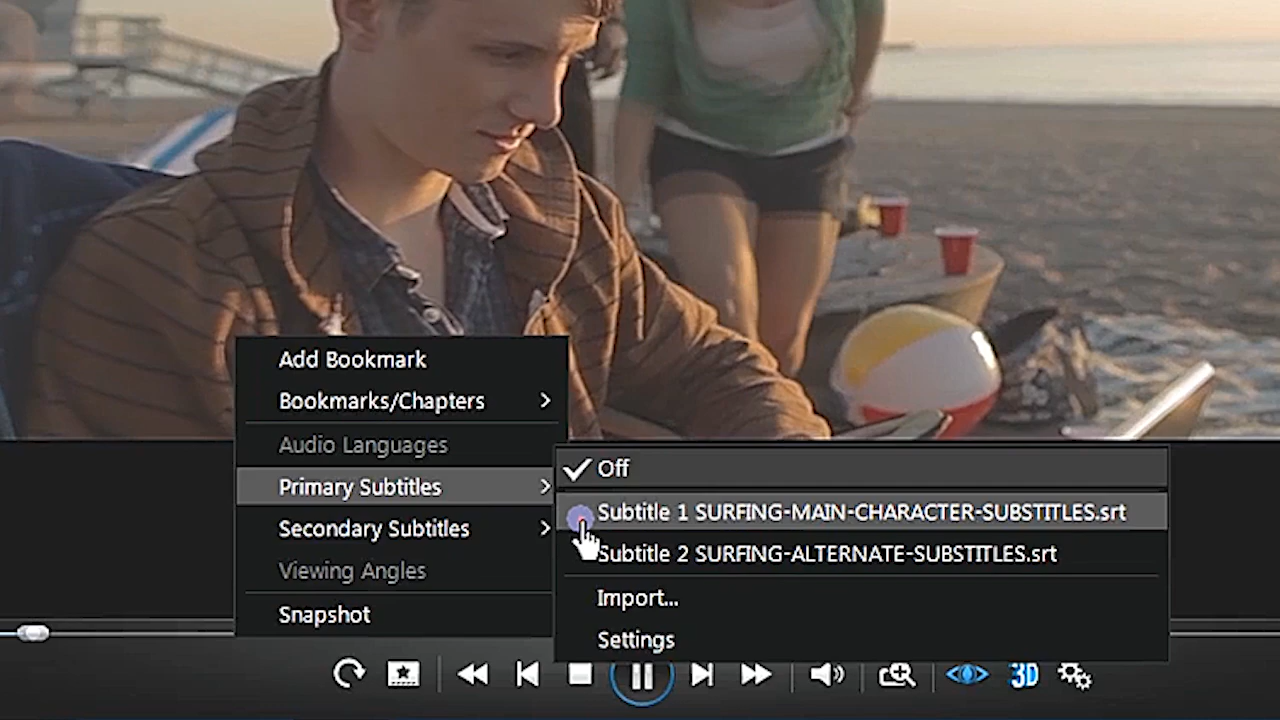 Add Bookmark
Bookmarks/Chapters
Audio Languages
Primary Subtitles
Off
Subtitle 1 SURFING-MAIN-CHARACTER-SUBSTITLES.srt
Secondary Subtitles
Subtitle 2 SURFING-ALTERNATE-SUBSTITLES.srt
Viewing Angles
Import...
Snapshot
Settings
3D